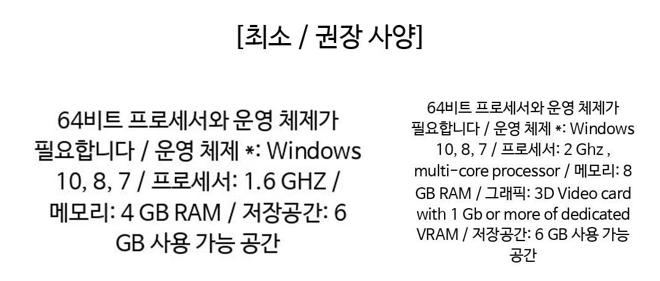 [최소 / 권장 사양]
64비트 프로세서와 운영 체제가
필요합니다 / 운영 체제 *: Windows
10, 8, 7 / 프로세서: 1.6 GHZ /
메모리: 4 GB RAM / 저장공간: 6
GB 사용 가능 공간
64비트 프로세서와 운영 체제가
필요합니다 / 운영 체제 *: Windows
10, 8, 7 / 프로세서: 2 Ghz ,
multi-core processor / 메모리: 8
GB RAM / 그래픽: 3D Video card
with 1 Gb or more of dedicated
VRAM / 저장공간: 6 GB 사용 가능
공간